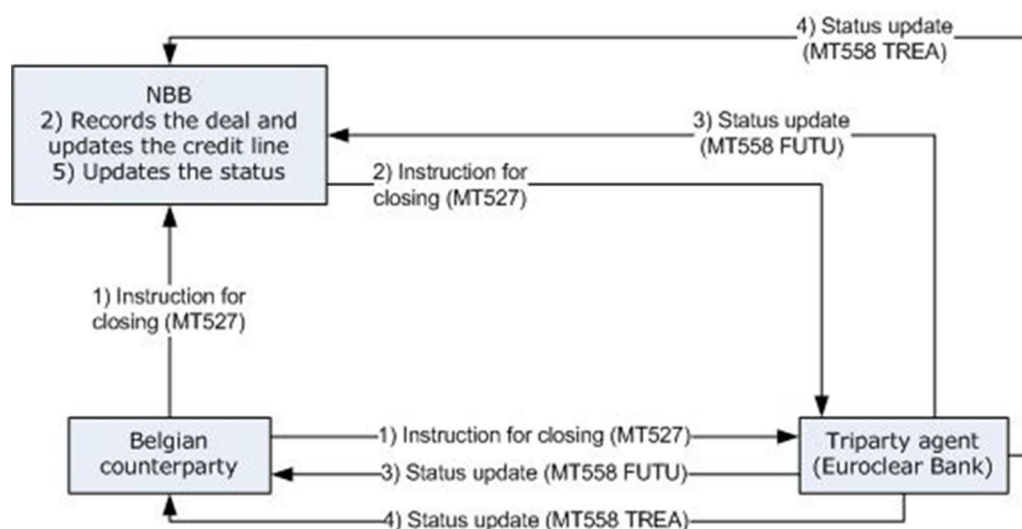 4) Status update
(MT558 TREA)
NBB
2) Records the deal and
updates the credit line
5) Updates the status
3) Status update
(MT558 FUTU)
2) Instruction for
closing (MT527)
1) Instruction for
closing (MT527)
Belgian
counterparty
1) Instruction for closing (MT527)
3) Status update (MT558 FUTU)
4) Status update (MT558 TREA)
Triparty agent
(Euroclear Bank)